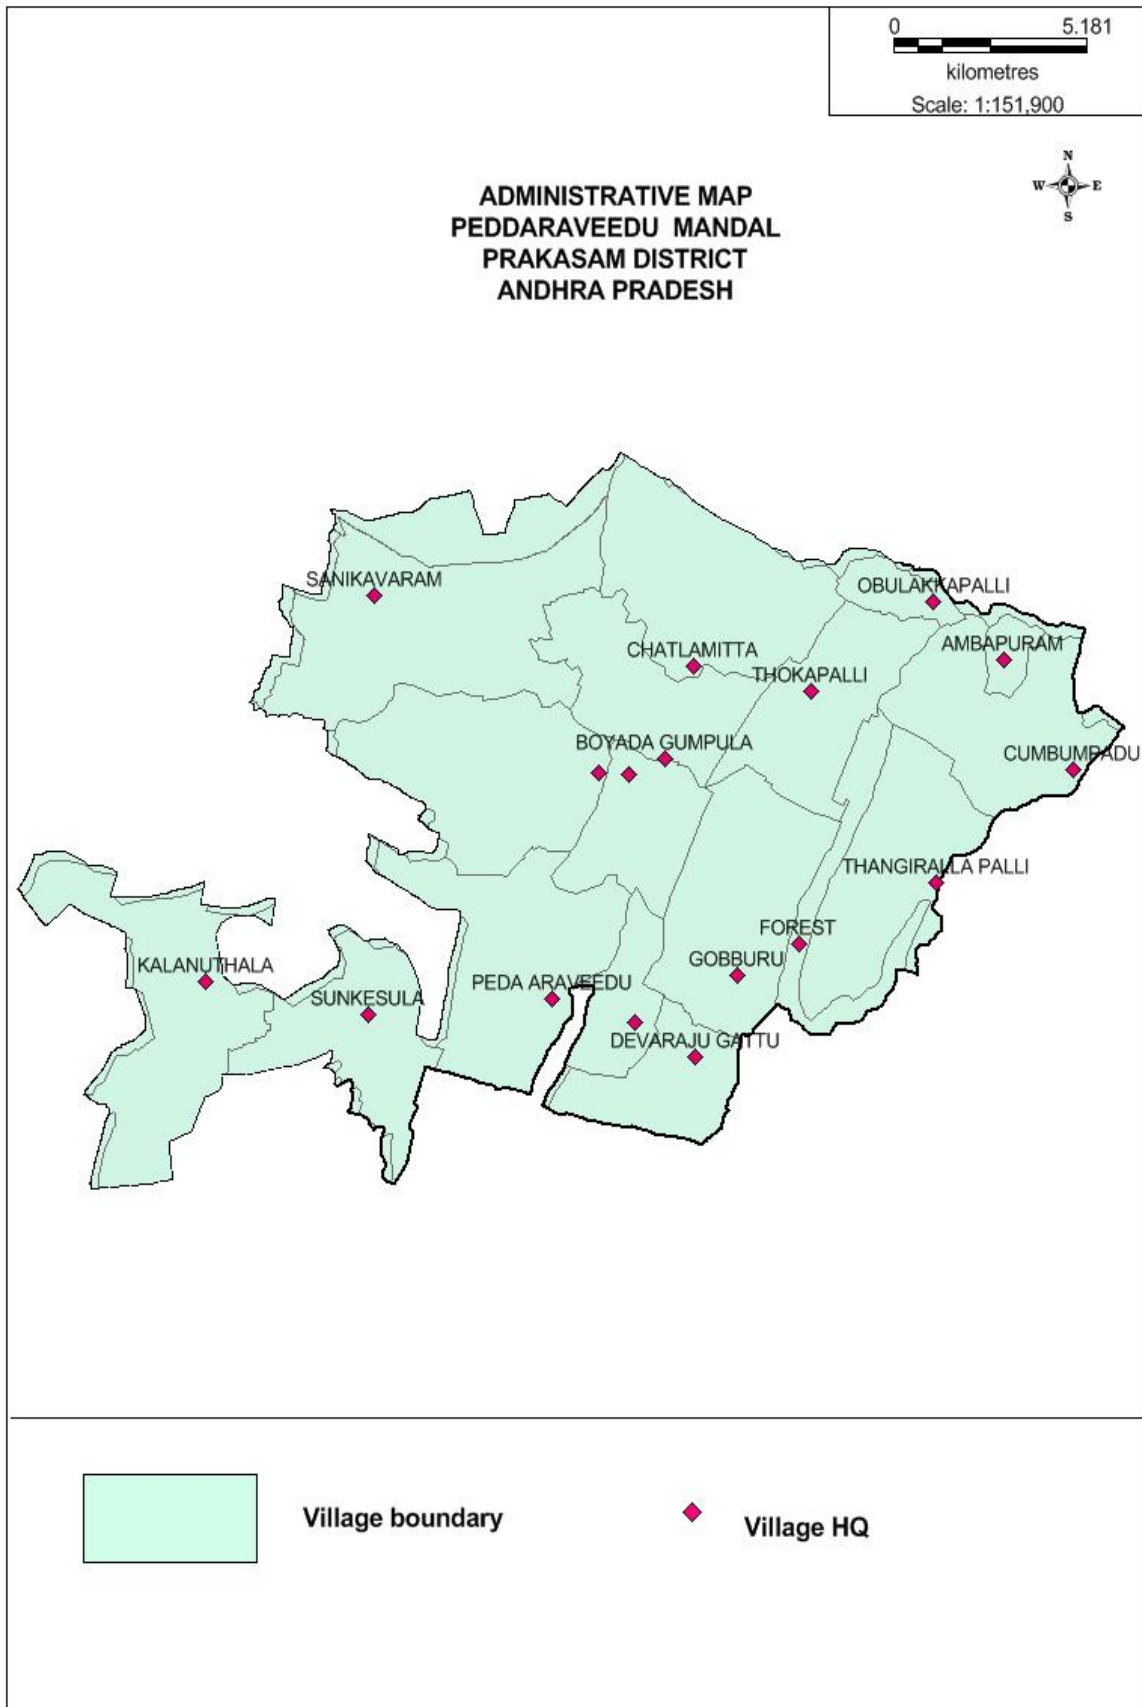 0 5.181
kilometres
Scale: 1:151,900
N
W E
S
ADMINISTRATIVE MAP
PEDDARAVEEDU MANDAL
PRAKASAM DISTRICT
ANDHRA PRADESH
SANIKAVARAM
OBULAKKAPALLI
CHATLAMITTA
AMBAPURAM
THOKAPALLI
BOYADA GUMPULA
CUMBUMPADU
THANGIRALLA PALLI
FOREST
GOBBURU
KALANUTHALA
PEDA ARAVEEDU
SUNKESULA
DEVARAJU GATTU
Village boundary
Village HQ